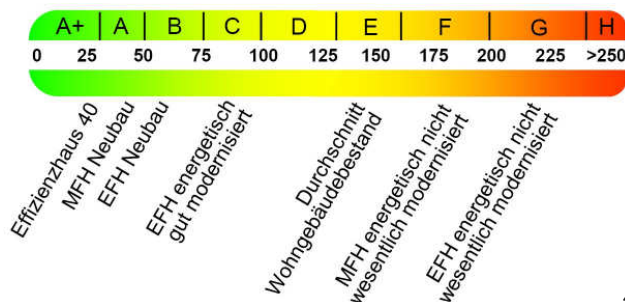 A+ A B C D E F G H
0 25 50 75 100 125 150 175 200 225 >250
Effizienzhaus 40
MFH Neubau
EFH Neubau
EFH energetisch
gut modernisiert
Durchschnitt
Wohngebäudebestand
MFH energetisch nicht
wesentlich modernisiert
EFH energetisch nicht
wesentlich modernisiert